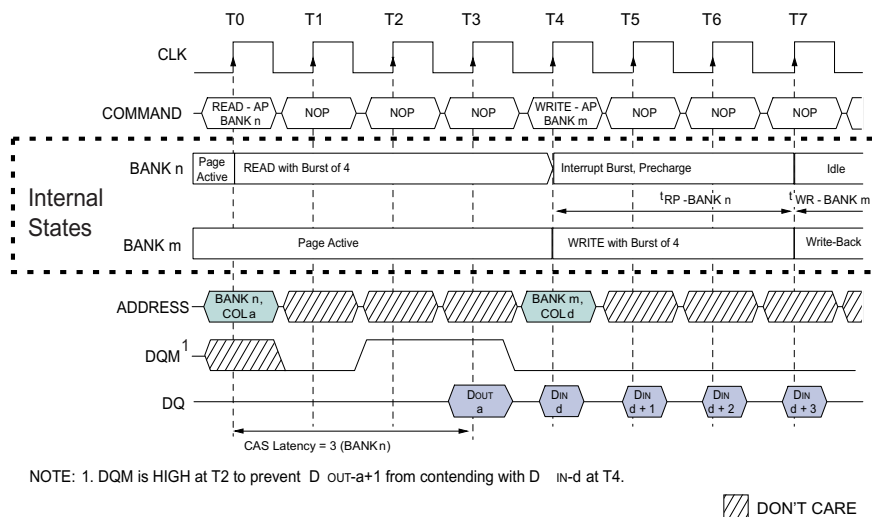 T0 T1 T2 T3 T4 T5 T6 T7
CLK
COMMAND
READ - AP
BANK n
NOP
NOP
NOP
WRITE - AP
BANK m
NOP
NOP
NOP
Internal
States
BANK n
Page
Active
READ with Burst of 4
Interrupt Burst, Precharge
Idle
tRP -BANK n
tWR - BANK m
BANK m
Page Active
WRITE with Burst of 4
Write-Back
ADDRESS
BANK n,
COL a
BANK m,
COL d
DQM1
DQ
DOUT
a
DIN
d
DIN
d + 1
DIN
d + 2
DIN
d + 3
CAS Latency = 3 (BANK n)
NOTE: 1. DQM is HIGH at T2 to prevent D OUT-a+1 from contending with D IN-d at T4.
DON'T CARE